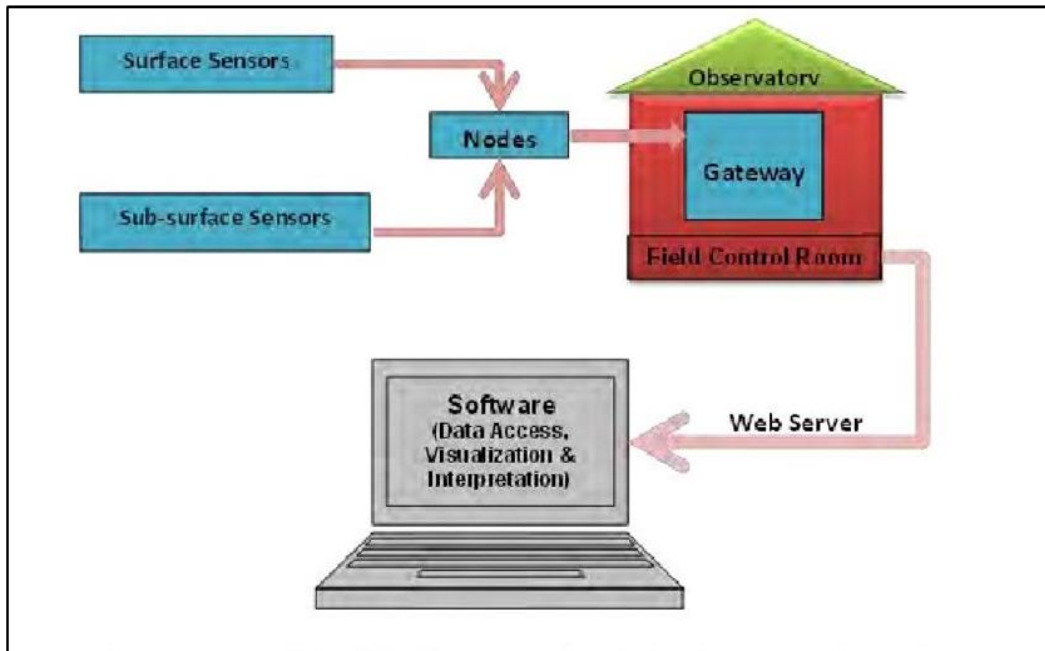 Surface Sensors
Observatory
Nodes
Gateway
Sub-surface Sensors
Field Control Room
Software
(Data Access,
Visualization &
Interpretation)
Web Server